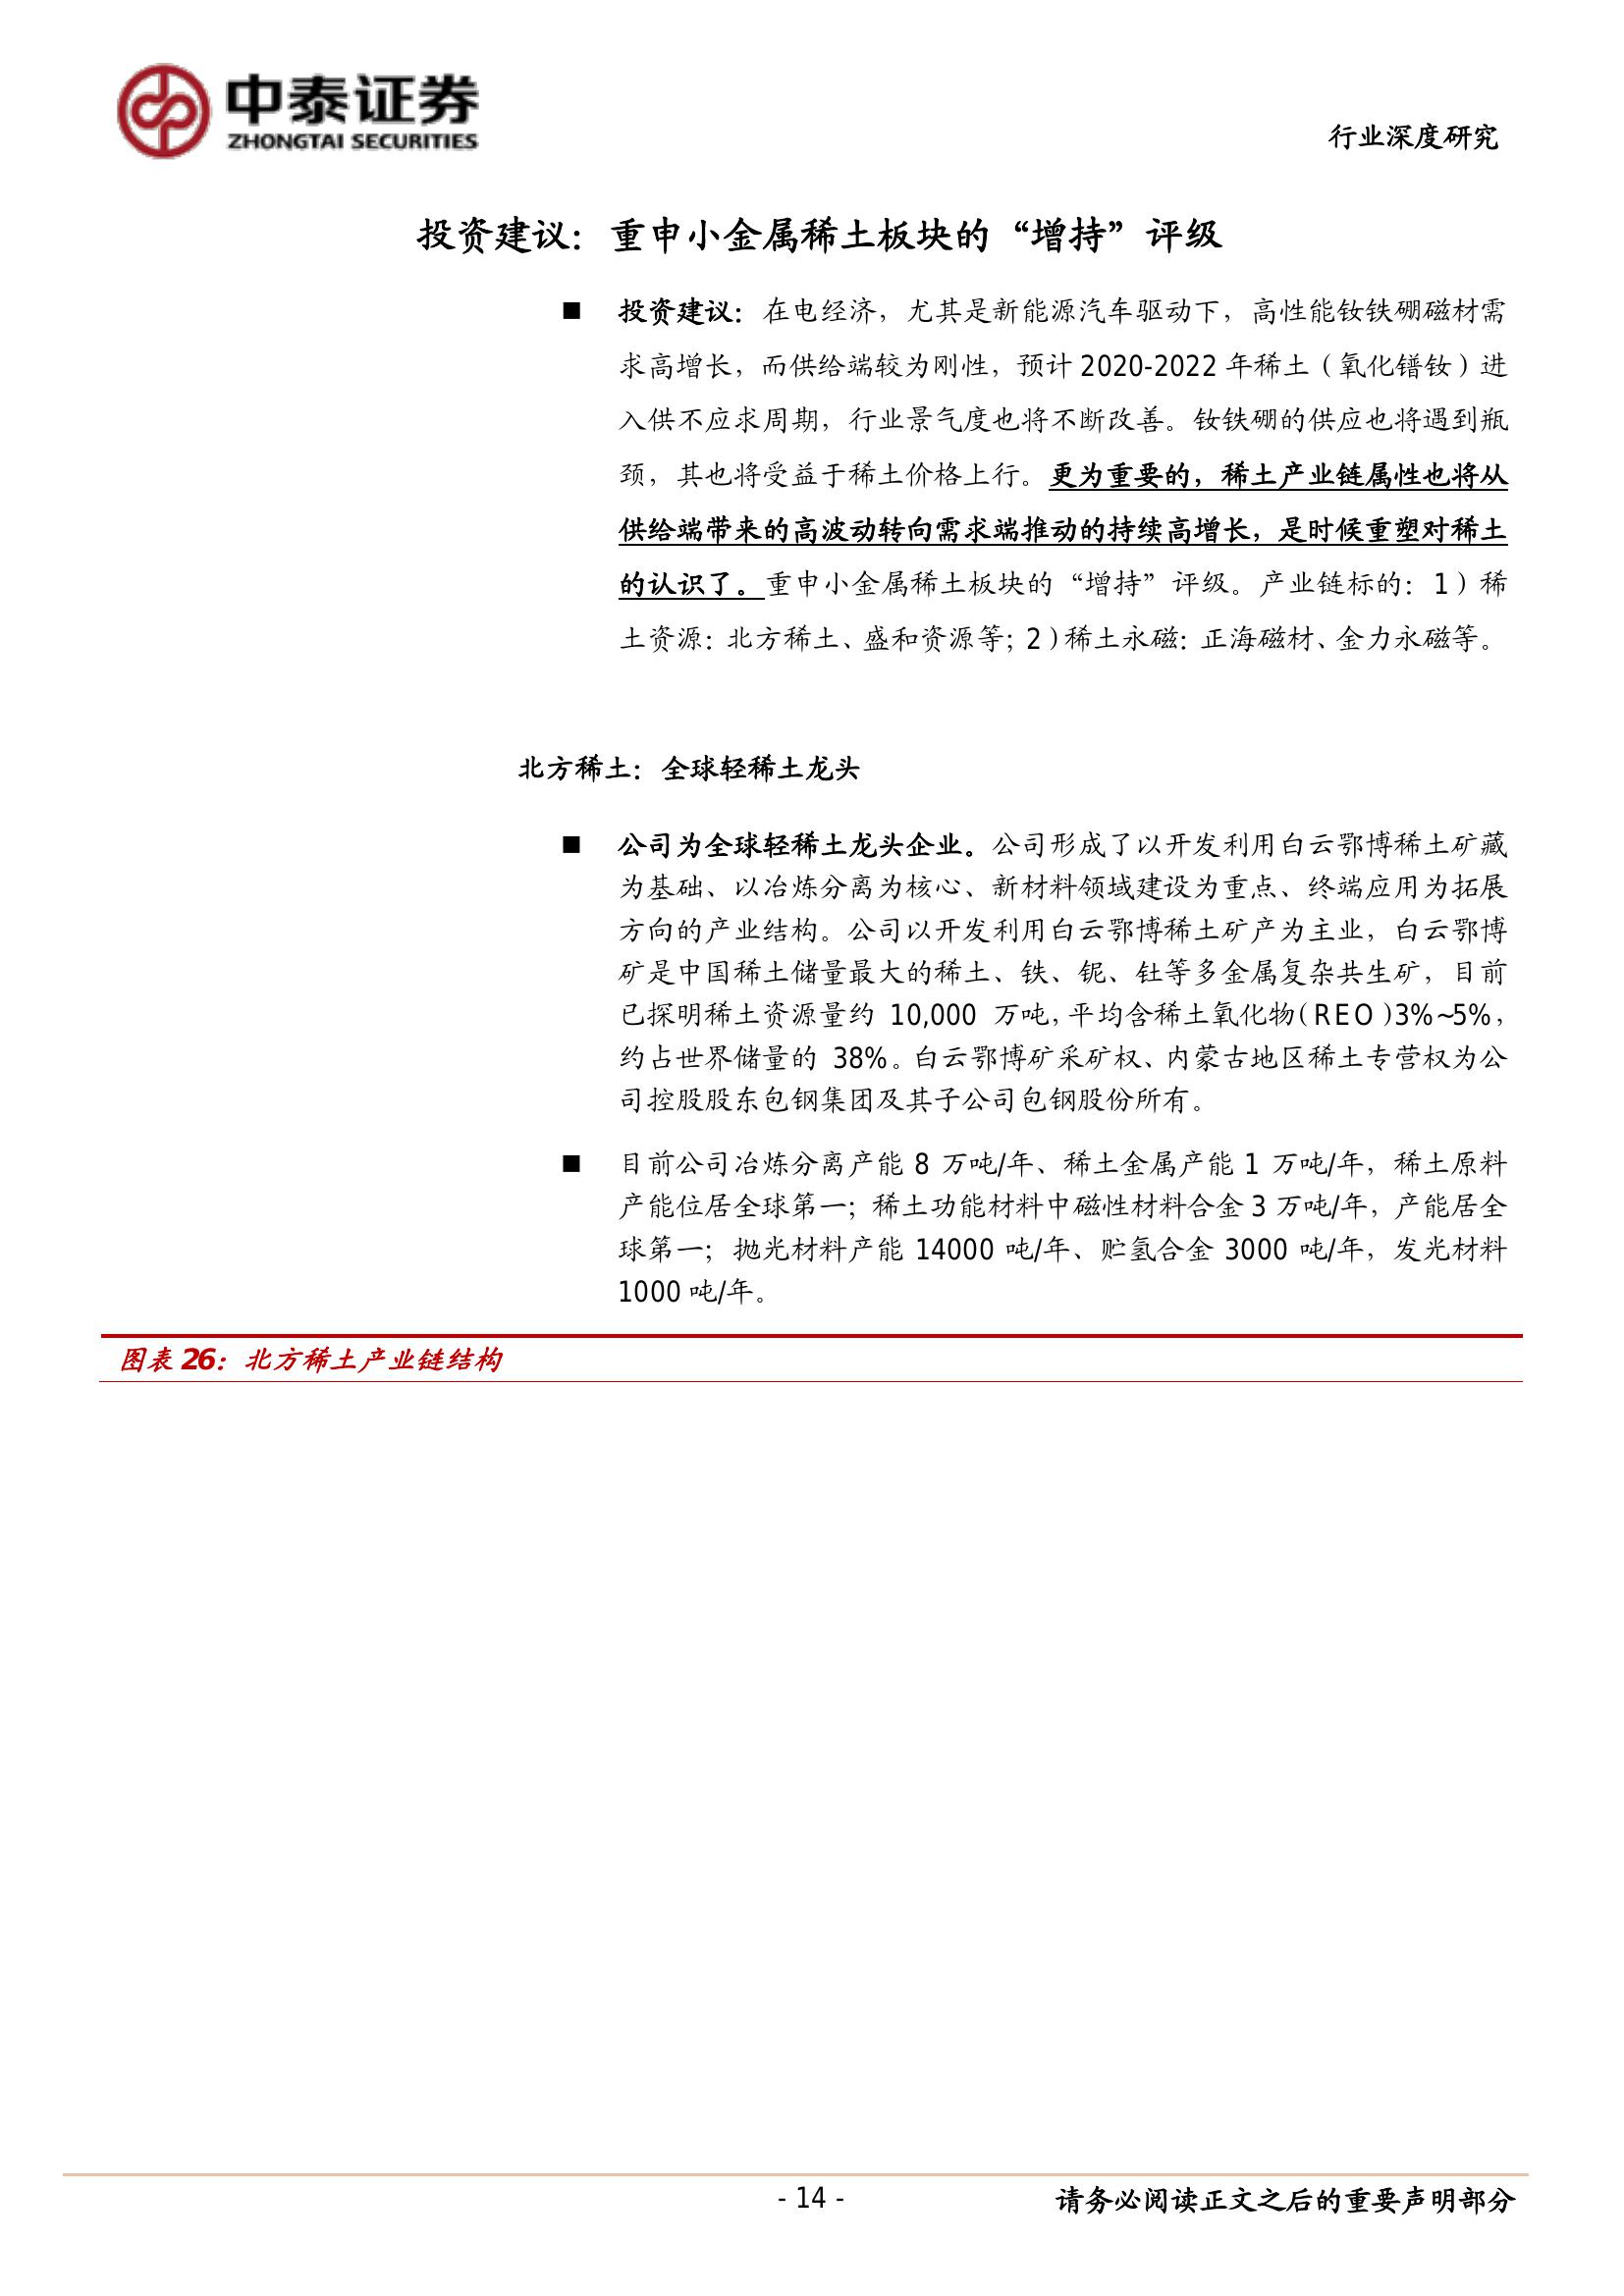 中泰证券
ZHONGTAI SECURITIES
行业深度研究
投资建议：重申小金属稀土板块的“增持”评级
■ 投资建议：在电经济，尤其是新能源汽车驱动下，高性能钕铁硼磁材需
求高增长，而供给端较为刚性，预计 2020-2022 年稀土（氧化镨钕）进
入供不应求周期，行业景气度也将不断改善。钕铁硼的供应也将遇到瓶
颈，其也将受益于稀土价格上行。更为重要的，稀土产业链属性也将从
供给端带来的高波动转向需求端推动的持续高增长，是时候重塑对稀土
的认识了。重申小金属稀土板块的“增持”评级。产业链标的：1）稀
土资源：北方稀土、盛和资源等；2）稀土永磁：正海磁材、金力永磁等。
北方稀土：全球轻稀土龙头
■ 公司为全球轻稀土龙头企业。公司形成了以开发利用白云鄂博稀土矿藏
为基础、以冶炼分离为核心、新材料领域建设为重点、终端应用为拓展
方向的产业结构。公司以开发利用白云鄂博稀土矿产为主业，白云鄂博
矿是中国稀土储量最大的稀土、铁、铌、钍等多金属复杂共生矿，目前
已探明稀土资源量约 10,000 万吨，平均含稀土氧化物（REO）3%~5%，
约占世界储量的 38%。白云鄂博矿采矿权、内蒙古地区稀土专营权为公
司控股股东包钢集团及其子公司包钢股份所有。
■ 目前公司冶炼分离产能 8 万吨/年、稀土金属产能 1 万吨/年，稀土原料
产能位居全球第一；稀土功能材料中磁性材料合金 3 万吨/年，产能居全
球第一；抛光材料产能 14000 吨/年、贮氢合金 3000 吨/年，发光材料
1000 吨/年。
图表 26：北方稀土产业链结构
- 14 -
请务必阅读正文之后的重要声明部分